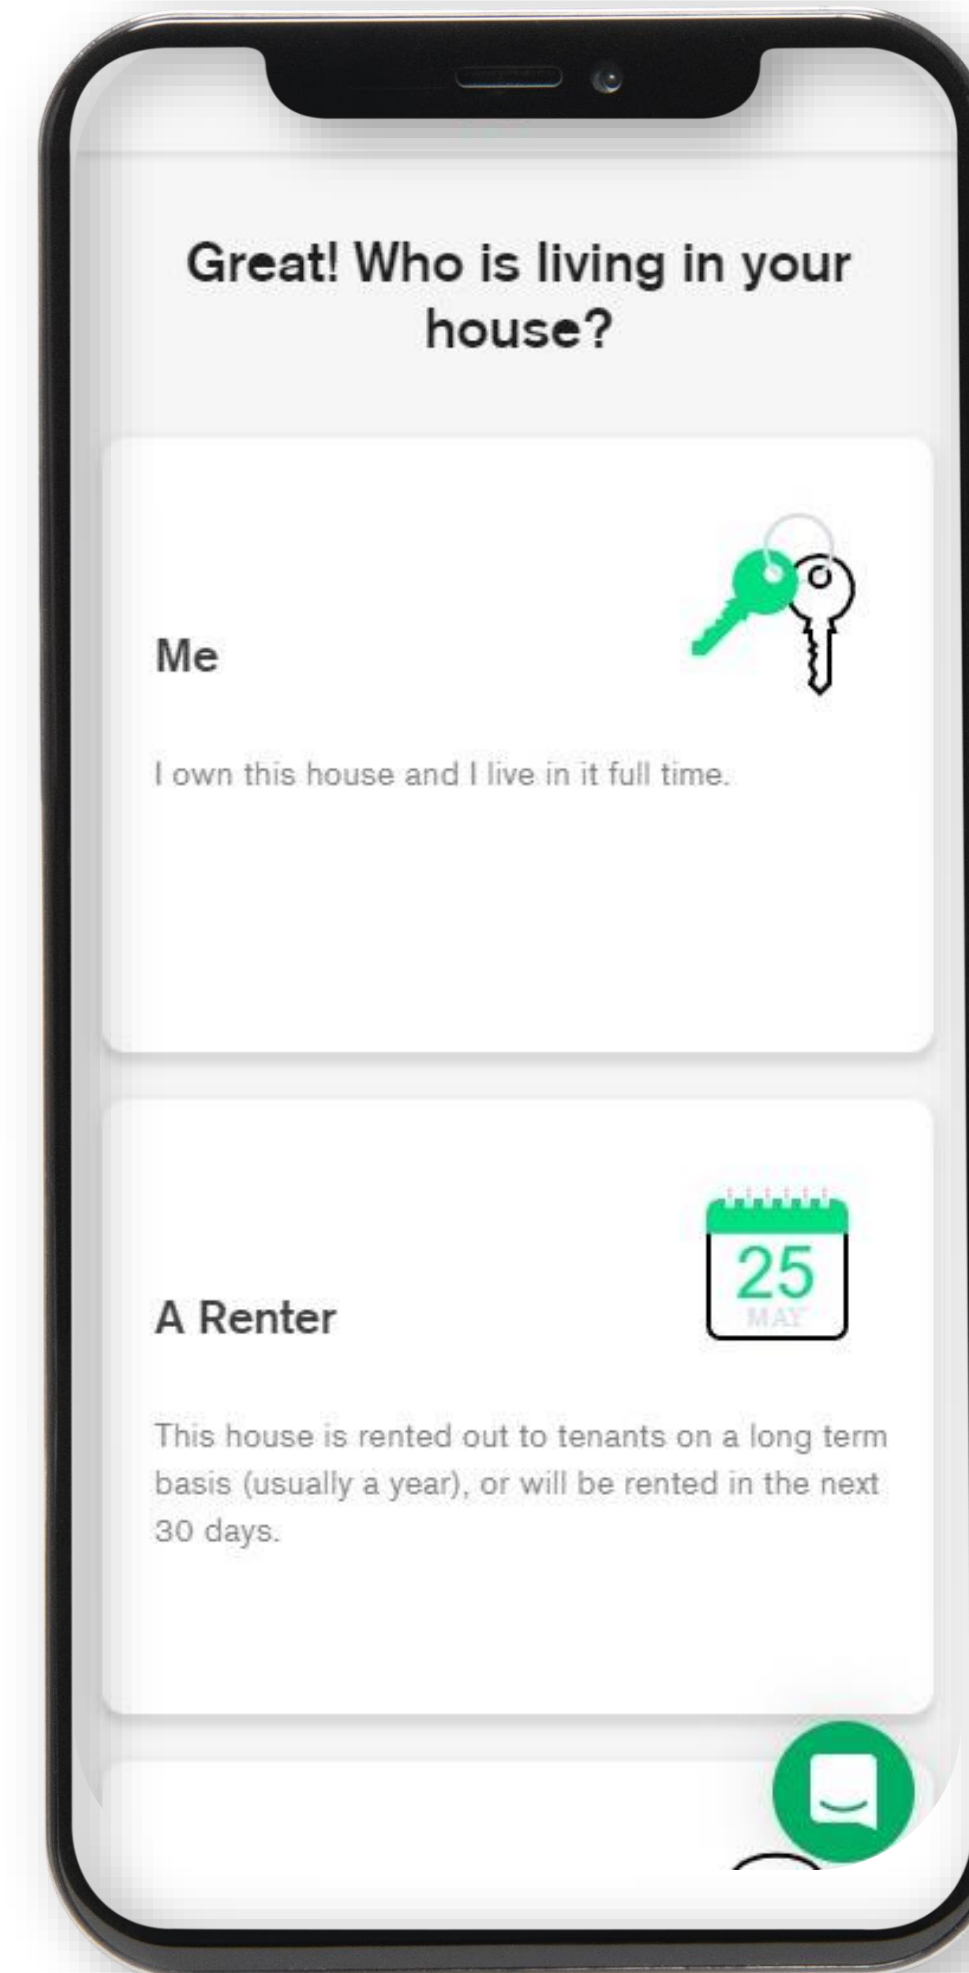 Great! Who is living in your
house?
Me
I own this house and I live in it full time.
25
MAY
A Renter
This house is rented out to tenants on a long term
basis (usually a year), or will be rented in the next
30 days.